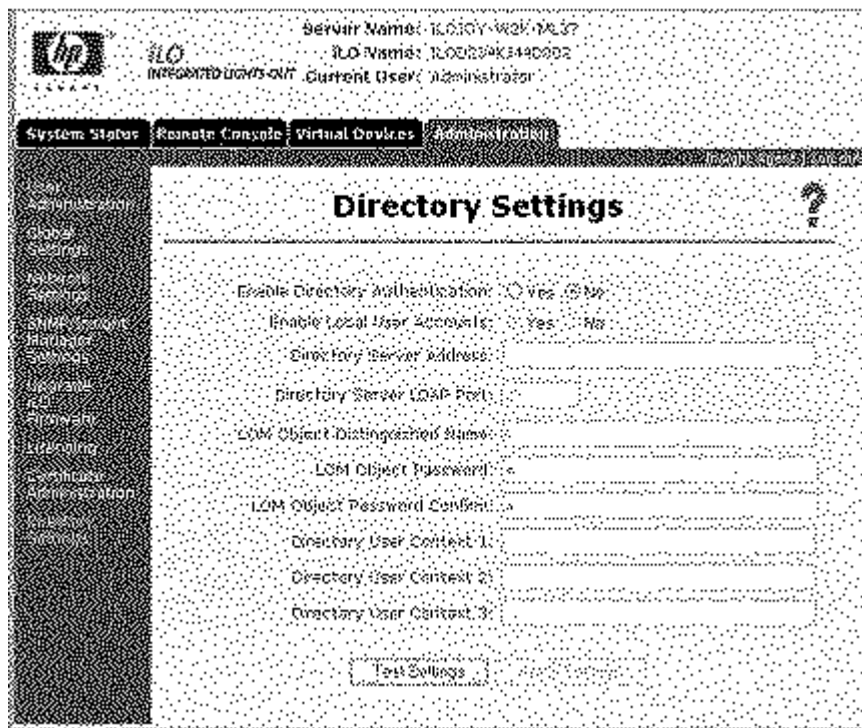 hp
Server Name:
iLO
iLO Name:
INTEGRATED LIGHTS-OUT
Current User: Administrator
System Status
Remote Console
Virtual Devices
Administration
Directory Settings
?
User
Administration
Global
Settings
Network
Settings
Manager
Settings
Upgrade
iLO
Firmware
Licensing
Certificate
Administration
Directory
Settings
Enable Directory Authentication: Yes No
Enable Local User Accounts: Yes No
Directory Server Address:
Directory Server LDAP Port:
LOM Object Distinguished Name:
LOM Object Password:
LOM Object Password Confirm:
Directory User Context 1:
Directory User Context 2:
Directory User Context 3:
Test Settings